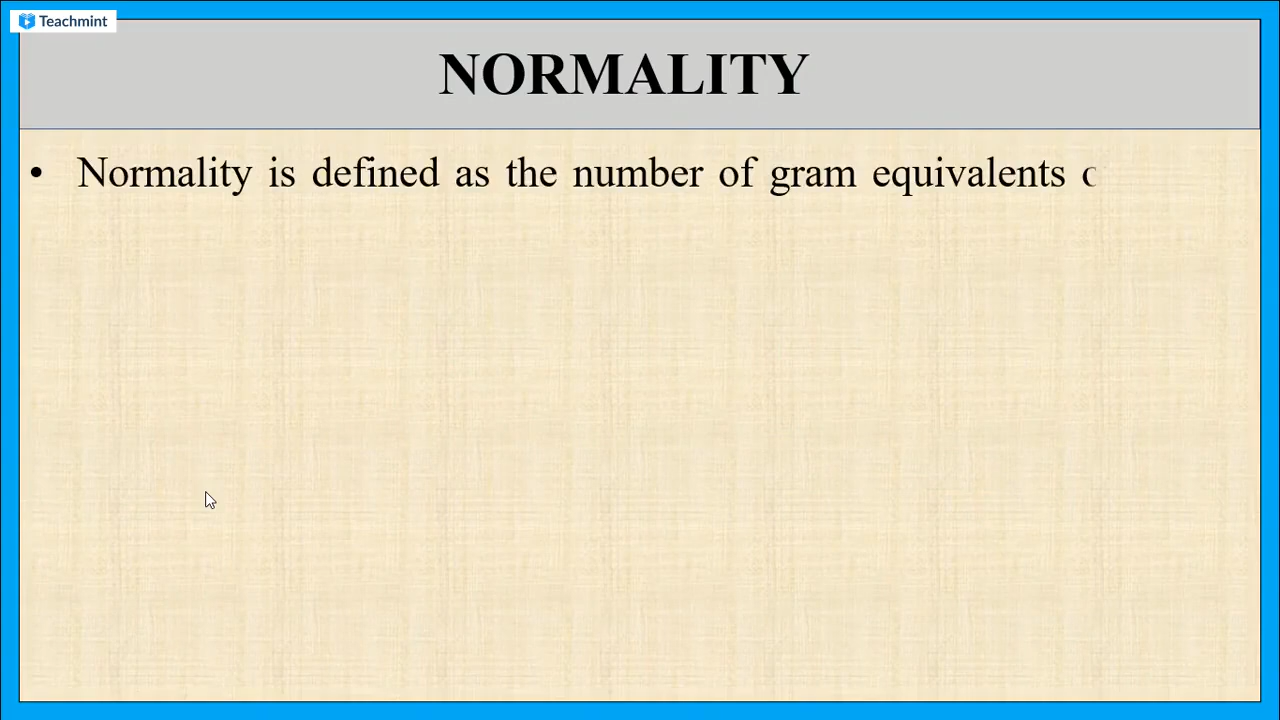 Teachmint
NORMALITY
• Normality is defined as the number of gram equivalents